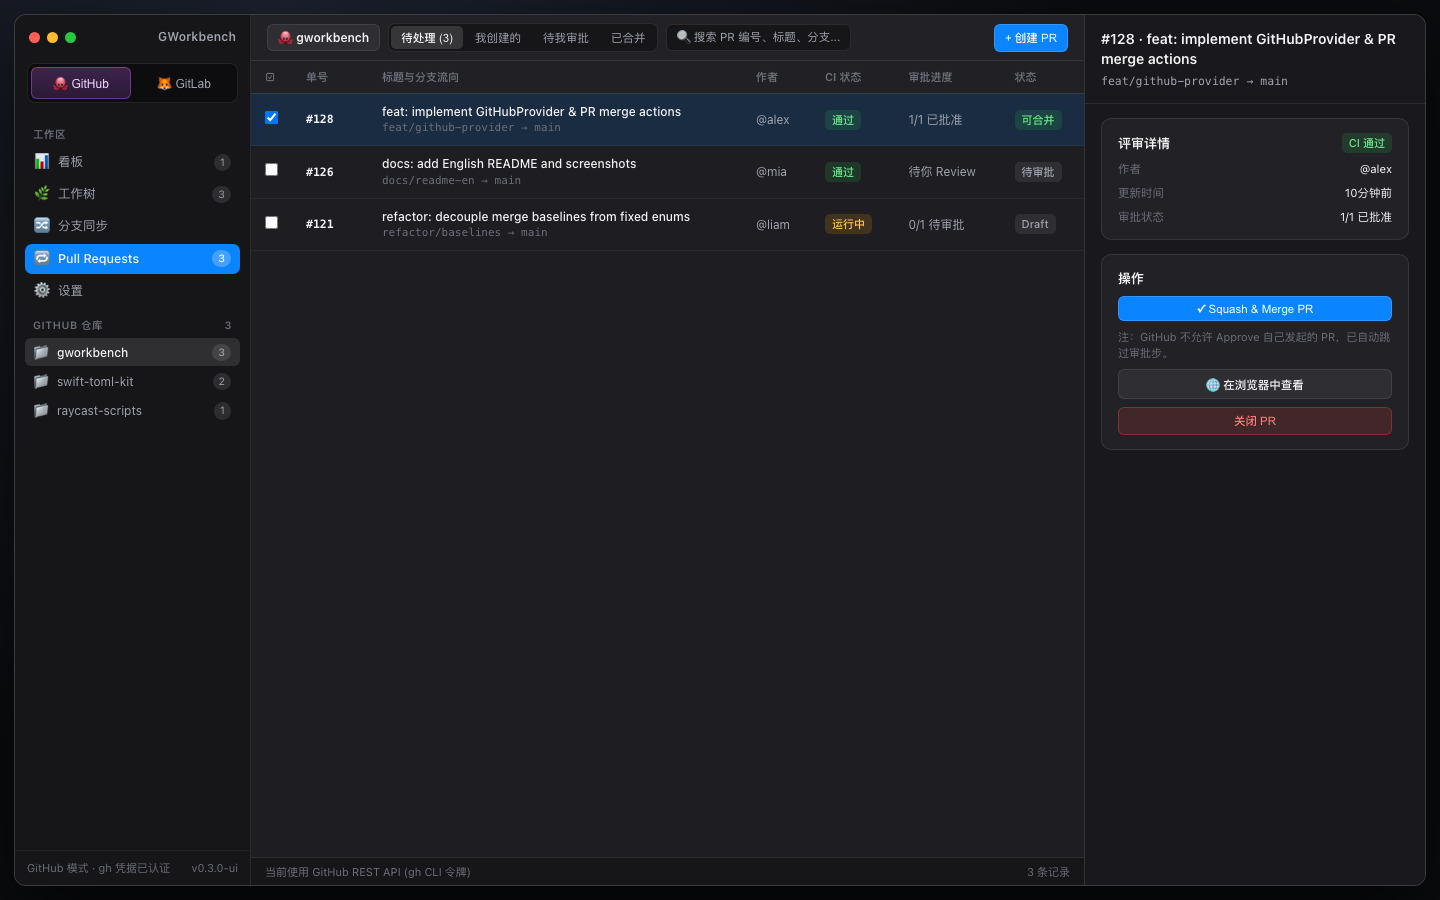 GWorkbench
GitHub
GitLab
工作区
看板 1
工作树 3
分支同步
Pull Requests 3
设置
GITHUB 仓库 3
gworkbench 3
swift-toml-kit 2
raycast-scripts 1
GitHub 模式 · gh 凭据已认证 v0.3.0-ui
gworkbench 待处理 (3) 我创建的 待我审批 已合并 搜索 PR 编号、标题、分支... + 创建 PR
单号 标题与分支流向 作者 CI 状态 审批进度 状态
#128 feat: implement GitHubProvider & PR merge actions @alex 通过 1/1 已批准 可合并
feat/github-provider → main
#126 docs: add English README and screenshots @mia 通过 待你 Review 待审批
docs/readme-en → main
#121 refactor: decouple merge baselines from fixed enums @liam 运行中 0/1 待审批 Draft
refactor/baselines → main
当前使用 GitHub REST API (gh CLI 令牌) 3 条记录
#128 · feat: implement GitHubProvider & PR
merge actions
feat/github-provider → main
评审详情 CI 通过
作者 @alex
更新时间 10分钟前
审批状态 1/1 已批准
操作
✓ Squash & Merge PR
注：GitHub 不允许 Approve 自己发起的 PR，已自动跳
过审批步。
在浏览器中查看
关闭 PR